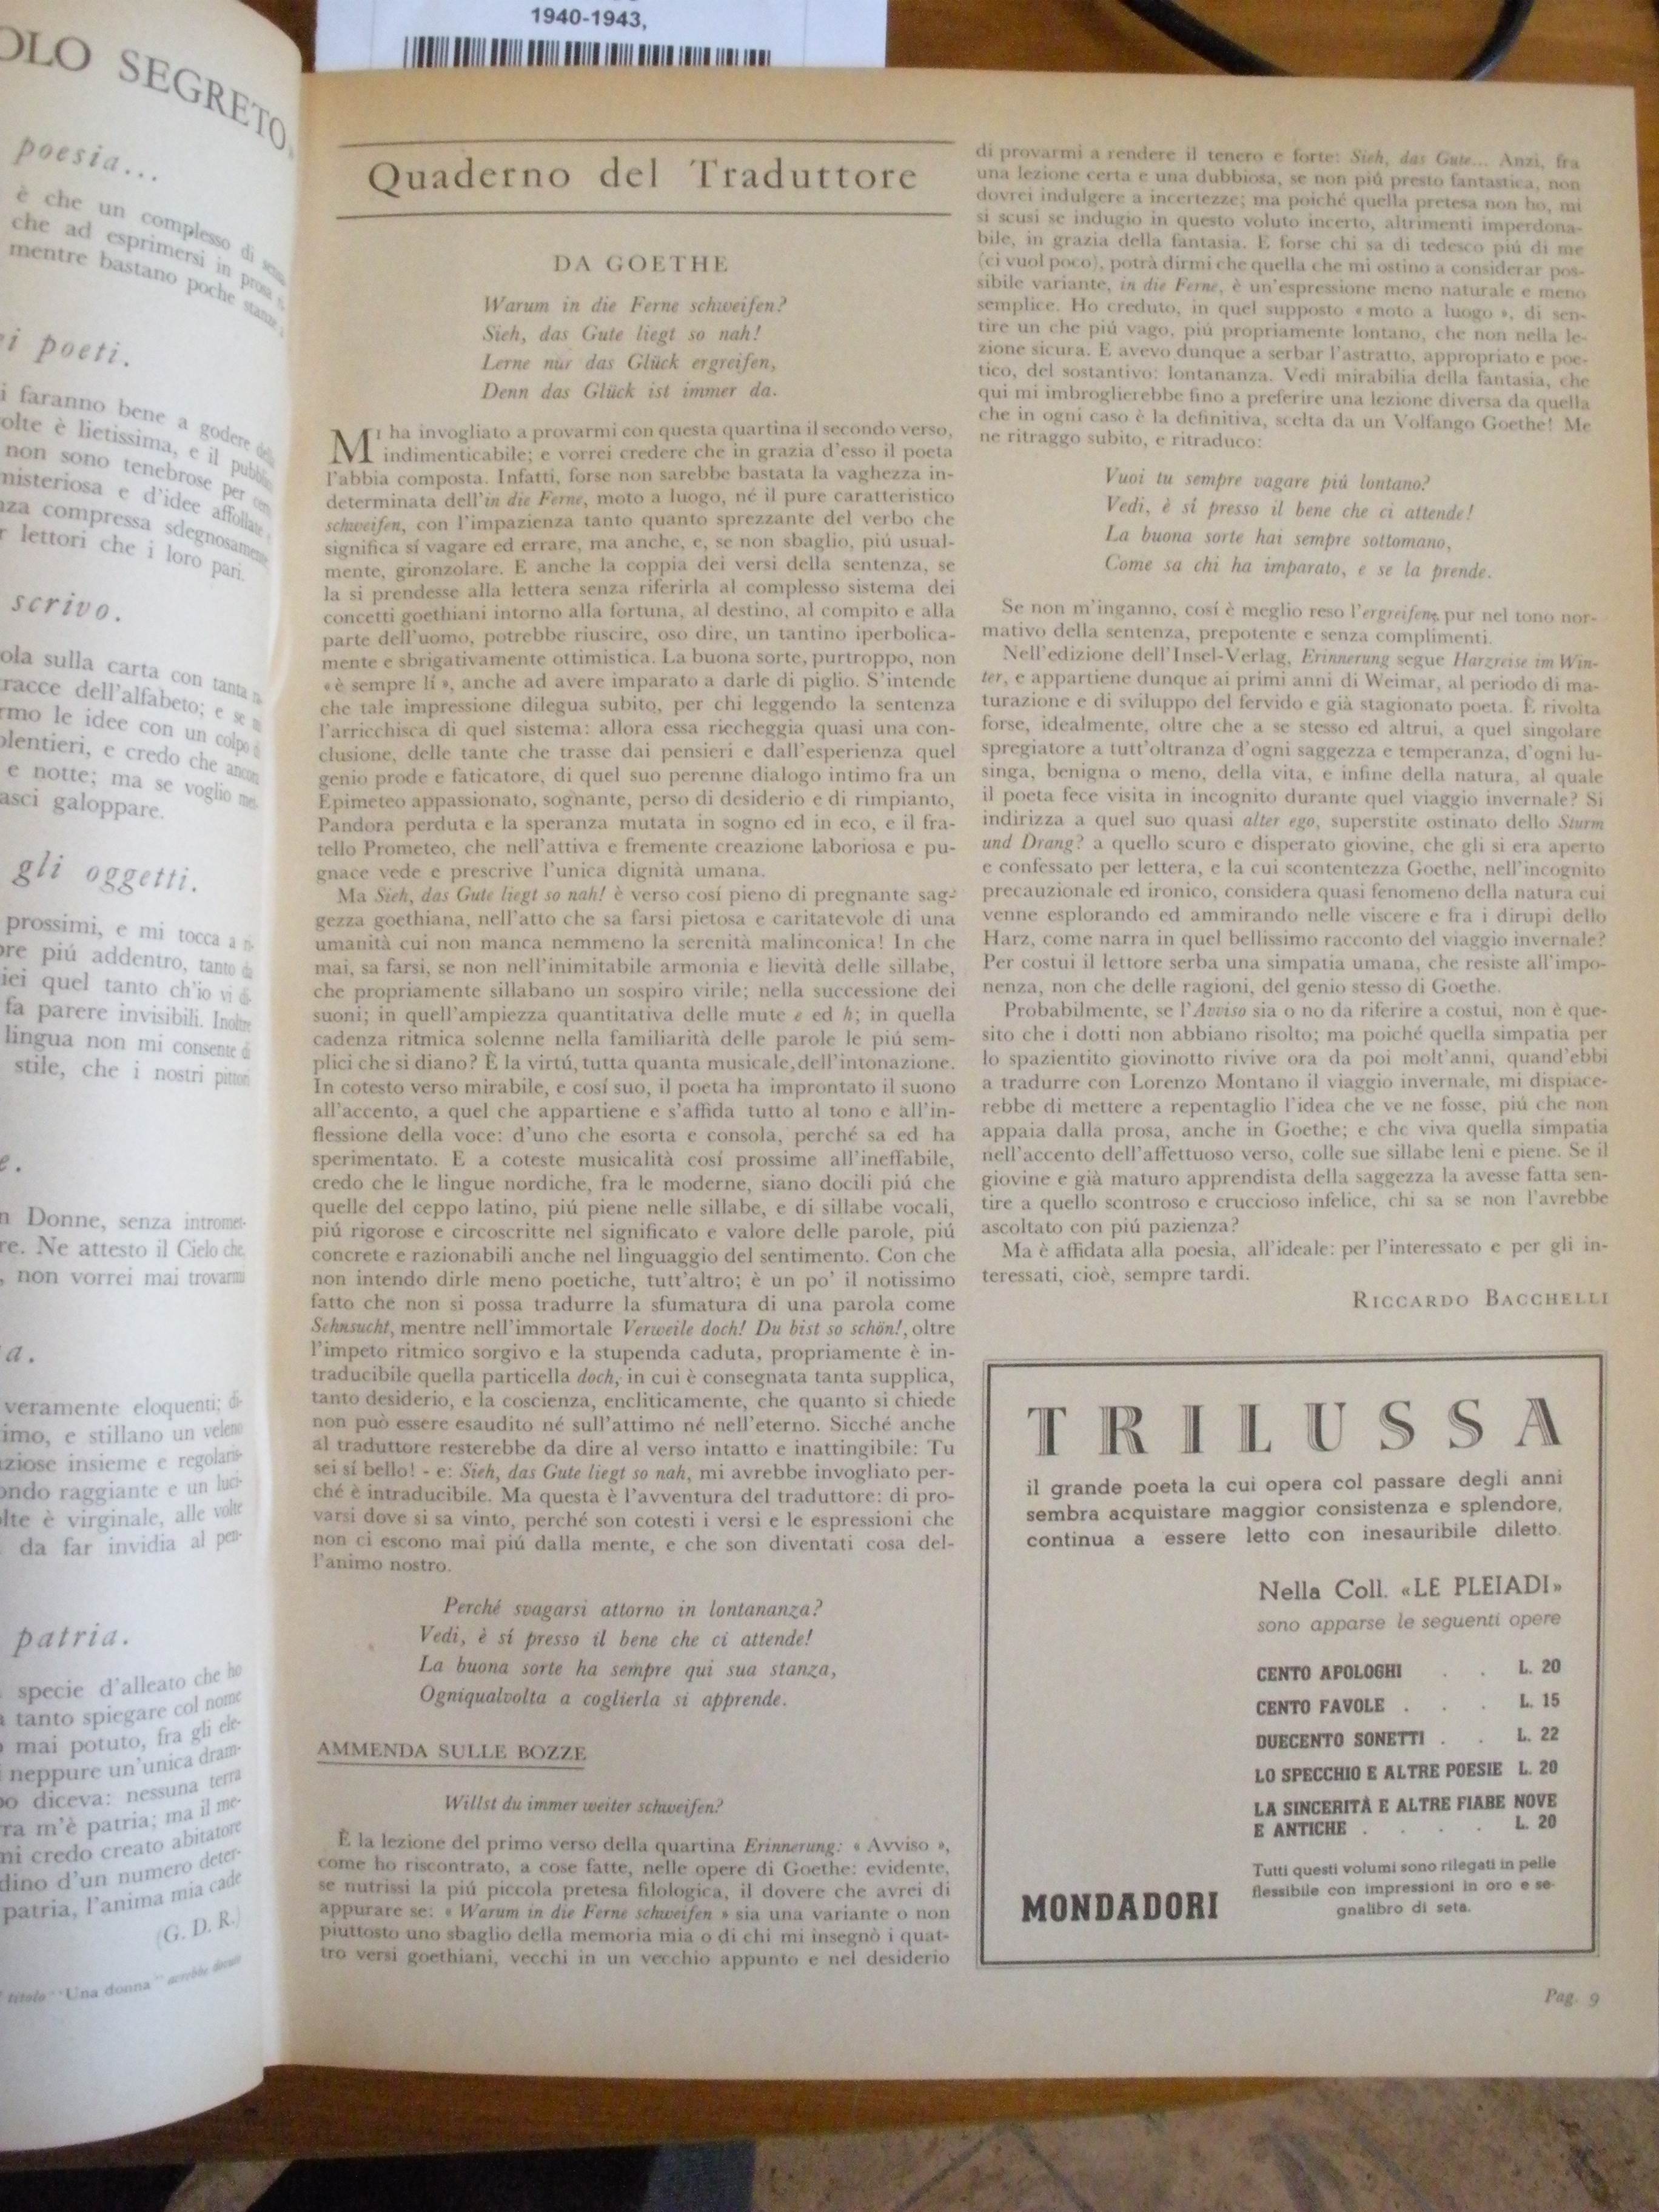 1940-1943,
OLO SEGRETO
poesia...
è che un complesso di
che ad esprimersi in prosa
mentre bastano poche stanze
i poeti.
i faranno bene a godere
olte è lietissima, e il
non sono tenebrose per
misteriosa e d'idee affollate
za compressa sdegnosamente
r lettori che i loro pari.
scrivo.
ola sulla carta con tanta
racce dell'alfabeto; e se
rmo le idee con un colpo
olentieri, e credo che ancora
e notte; ma se voglio
asci galoppare.
gli oggetti.
prossimi, e mi tocca a
ore piú addentro, tanto
iei quel tanto ch'io vi
fa parere invisibili. Inoltre
lingua non mi consente di
stile, che i nostri pittori
e.
n Donne, senza intromet-
re. Ne attesto il Cielo che
, non vorrei mai trovarmi
a.
veramente eloquenti; di-
imo, e stillano un veleno
ziose insieme e regolaris-
ondo raggiante e un luci-
lte è virginale, alle volte
da far invidia al pen-
patria.
specie d'alleato che ho
a tanto spiegare col nome
o mai potuto, fra gli ele-
neppure un'unica dram-
po diceva: nessuna terra
ra m'è patria; ma il me-
mi credo creato abitatore
dino d'un numero deter-
patria, l'anima mia cade
(G. D. R.)
titolo "Una donna" avrebbe dovuto
Quaderno del Traduttore
DA GOETHE
Warum in die Ferne schweifen?
Sieh, das Gute liegt so nah!
Lerne nur das Glück ergreifen,
Denn das Glück ist immer da.
MI ha invogliato a provarmi con questa quartina il secondo verso,
indimenticabile; e vorrei credere che in grazia d'esso il poeta
l'abbia composta. Infatti, forse non sarebbe bastata la vaghezza in-
determinata dell'in die Ferne, moto a luogo, né il pure caratteristico
schweifen, con l'impazienza tanto quanto sprezzante del verbo che
significa sí vagare ed errare, ma anche, e, se non sbaglio, piú usual-
mente, gironzolare. E anche la coppia dei versi della sentenza, se
la si prendesse alla lettera senza riferirla al complesso sistema dei
concetti goethiani intorno alla fortuna, al destino, al compito e alla
parte dell'uomo, potrebbe riuscire, oso dire, un tantino iperbolica-
mente e sbrigativamente ottimistica. La buona sorte, purtroppo, non
«è sempre lí», anche ad avere imparato a darle di piglio. S'intende
che tale impressione dilegua subito, per chi leggendo la sentenza
l'arricchisca di quel sistema: allora essa riecheggia quasi una con-
clusione, delle tante che trasse dai pensieri e dall'esperienza quel
genio prode e faticatore, di quel suo perenne dialogo intimo fra un
Epimeteo appassionato, sognante, perso di desiderio e di rimpianto,
Pandora perduta e la speranza mutata in sogno ed in eco, e il fra-
tello Prometeo, che nell'attiva e fremente creazione laboriosa e pu-
gnace vede e prescrive l'unica dignità umana.
Ma Sieh, das Gute liegt so nah! è verso cosí pieno di pregnante sag-
gezza goethiana, nell'atto che sa farsi pietosa e caritatevole di una
umanità cui non manca nemmeno la serenità malinconica! In che
mai, sa farsi, se non nell'inimitabile armonia e lievità delle sillabe,
che propriamente sillabano un sospiro virile; nella successione dei
suoni; in quell'ampiezza quantitativa delle mute e ed h; in quella
cadenza ritmica solenne nella familiarità delle parole le piú sem-
plici che si diano? È la virtú, tutta quanta musicale, dell'intonazione.
In cotesto verso mirabile, e cosí suo, il poeta ha improntato il suono
all'accento, a quel che appartiene e s'affida tutto al tono e all'in-
flessione della voce: d'uno che esorta e consola, perché sa ed ha
sperimentato. E a coteste musicalità cosí prossime all'ineffabile,
credo che le lingue nordiche, fra le moderne, siano docili piú che
quelle del ceppo latino, piú piene nelle sillabe, e di sillabe vocali,
piú rigorose e circoscritte nel significato e valore delle parole, piú
concrete e razionabili anche nel linguaggio del sentimento. Con che
non intendo dirle meno poetiche, tutt'altro; è un po' il notissimo
fatto che non si possa tradurre la sfumatura di una parola come
Sehnsucht, mentre nell'immortale Verweile doch! Du bist so schön!, oltre
l'impeto ritmico sorgivo e la stupenda caduta, propriamente è in-
traducibile quella particella doch, in cui è consegnata tanta supplica,
tanto desiderio, e la coscienza, encliticamente, che quanto si chiede
non può essere esaudito né sull'attimo né nell'eterno. Sicché anche
al traduttore resterebbe da dire al verso intatto e inattingibile: Tu
sei sí bello! - e: Sieh, das Gute liegt so nah, mi avrebbe invogliato per-
ché è intraducibile. Ma questa è l'avventura del traduttore: di pro-
varsi dove si sa vinto, perché son cotesti i versi e le espressioni che
non ci escono mai piú dalla mente, e che son diventati cosa del-
l'animo nostro.
Perché svagarsi attorno in lontananza?
Vedi, è sí presso il bene che ci attende!
La buona sorte ha sempre qui sua stanza,
Ogniqualvolta a coglierla si apprende.
AMMENDA SULLE BOZZE
Willst du immer weiter schweifen?
È la lezione del primo verso della quartina Erinnerung: « Avviso »,
come ho riscontrato, a cose fatte, nelle opere di Goethe: evidente,
se nutrissi la piú piccola pretesa filologica, il dovere che avrei di
appurare se: « Warum in die Ferne schweifen » sia una variante o non
piuttosto uno sbaglio della memoria mia o di chi mi insegnò i quat-
tro versi goethiani, vecchi in un vecchio appunto e nel desiderio
di provarmi a rendere il tenero e forte: Sieh, das Gute... Anzi, fra
una lezione certa e una dubbiosa, se non piú presto fantastica, non
dovrei indulgere a incertezze; ma poiché quella pretesa non ho, mi
si scusi se indugio in questo voluto incerto, altrimenti imperdona-
bile, in grazia della fantasia. E forse chi sa di tedesco piú di me
(ci vuol poco), potrà dirmi che quella che mi ostino a considerar pos-
sibile variante, in die Ferne, è un'espressione meno naturale e meno
semplice. Ho creduto, in quel supposto « moto a luogo », di sen-
tire un che piú vago, piú propriamente lontano, che non nella le-
zione sicura. E avevo dunque a serbar l'astratto, appropriato e poe-
tico, del sostantivo: lontananza. Vedi mirabilia della fantasia, che
qui mi imbroglierebbe fino a preferire una lezione diversa da quella
che in ogni caso è la definitiva, scelta da un Volfango Goethe! Me
ne ritraggo subito, e ritraduco:
Vuoi tu sempre vagare piú lontano?
Vedi, è sí presso il bene che ci attende!
La buona sorte hai sempre sottomano,
Come sa chi ha imparato, e se la prende.
Se non m'inganno, cosí è meglio reso l'ergreifen, pur nel tono nor-
mativo della sentenza, prepotente e senza complimenti.
Nell'edizione dell'Insel-Verlag, Erinnerung segue Harzreise im Win-
ter, e appartiene dunque ai primi anni di Weimar, al periodo di ma-
turazione e di sviluppo del fervido e già stagionato poeta. È rivolta
forse, idealmente, oltre che a se stesso ed altrui, a quel singolare
spregiatore a tutt'oltranza d'ogni saggezza e temperanza, d'ogni lu-
singa, benigna o meno, della vita, e infine della natura, al quale
il poeta fece visita in incognito durante quel viaggio invernale? Si
indirizza a quel suo quasi alter ego, superstite ostinato dello Sturm
und Drang? a quello scuro e disperato giovine, che gli si era aperto
e confessato per lettera, e la cui scontentezza Goethe, nell'incognito
precauzionale ed ironico, considera quasi fenomeno della natura cui
venne esplorando ed ammirando nelle viscere e fra i dirupi dello
Harz, come narra in quel bellissimo racconto del viaggio invernale?
Per costui il lettore serba una simpatia umana, che resiste all'impo-
nenza, non che delle ragioni, del genio stesso di Goethe.
Probabilmente, se l'Avviso sia o no da riferire a costui, non è que-
sito che i dotti non abbiano risolto; ma poiché quella simpatia per
lo spazientito giovinotto rivive ora da poi molt'anni, quand'ebbi
a tradurre con Lorenzo Montano il viaggio invernale, mi dispiace-
rebbe di mettere a repentaglio l'idea che ve ne fosse, piú che non
appaia dalla prosa, anche in Goethe; e che viva quella simpatia
nell'accento dell'affettuoso verso, colle sue sillabe leni e piene. Se il
giovine e già maturo apprendista della saggezza la avesse fatta sen-
tire a quello scontroso e cruccioso infelice, chi sa se non l'avrebbe
ascoltato con piú pazienza?
Ma è affidata alla poesia, all'ideale: per l'interessato e per gli in-
teressati, cioè, sempre tardi.
RICCARDO BACCHELLI
TRILUSSA
il grande poeta la cui opera col passare degli anni
sembra acquistare maggior consistenza e splendore,
continua a essere letto con inesauribile diletto.
Nella Coll. «LE PLEIADI»
sono apparse le seguenti opere
CENTO APOLOGHI . . L. 20
CENTO FAVOLE . . . L. 15
DUECENTO SONETTI . . L. 22
LO SPECCHIO E ALTRE POESIE L. 20
LA SINCERITÀ E ALTRE FIABE NOVE
E ANTICHE . . . . L. 20
Tutti questi volumi sono rilegati in pelle
flessibile con impressioni in oro e se-
gnalibro di seta.
MONDADORI
Pag. 9